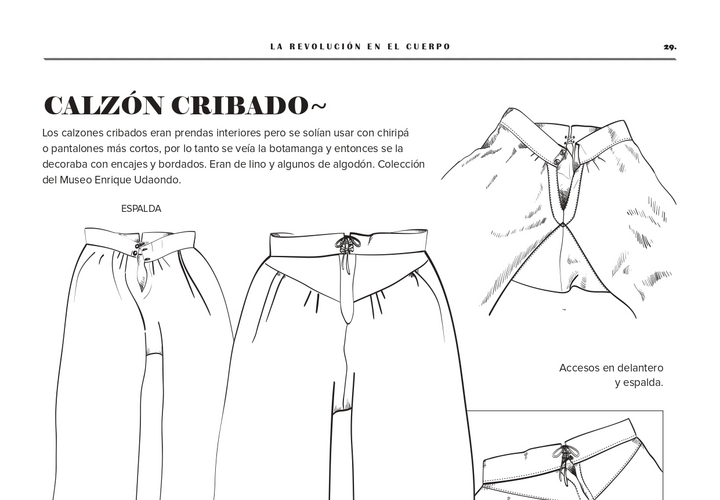 LA REVOLUCIÓN EN EL CUERPO
29.
CALZÓN CRIBADO~
Los calzones cribados eran prendas interiores pero se solían usar con chiripá
o pantalones más cortos, por lo tanto se veía la botamanga y entonces se la
decoraba con encajes y bordados. Eran de lino y algunos de algodón. Colección
del Museo Enrique Udaondo.
ESPALDA
Accesos en delantero
y espalda.